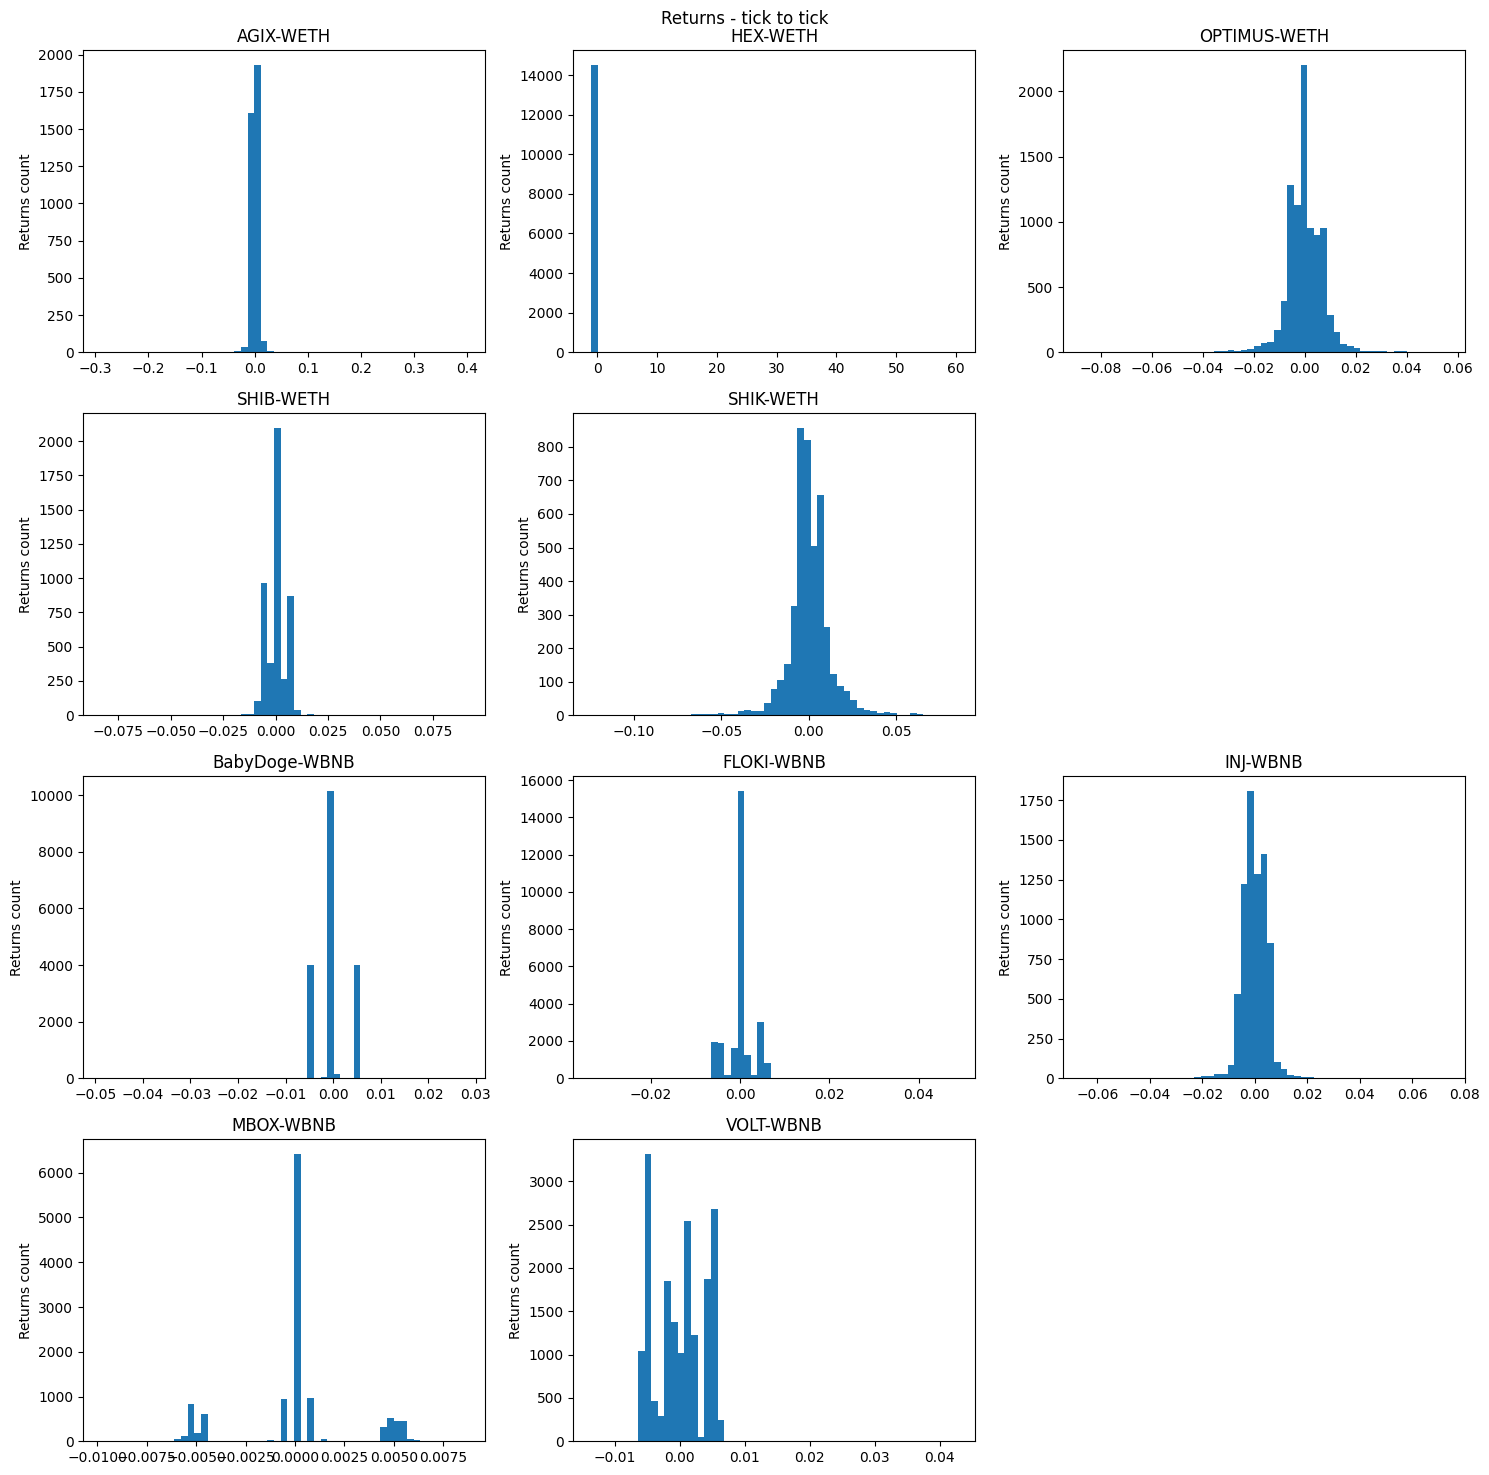 Returns - tick to tick
AGIX-WETH
HEX-WETH
OPTIMUS-WETH
Returns count
2000
1750
1500
1250
1000
750
500
250
0
−0.3 −0.2 −0.1 0.0 0.1 0.2 0.3 0.4
Returns count
14000
12000
10000
8000
6000
4000
2000
0
0 10 20 30 40 50 60
Returns count
2000
1500
1000
500
0
−0.08 −0.06 −0.04 −0.02 0.00 0.02 0.04 0.06
SHIB-WETH
SHIK-WETH
Returns count
2000
1750
1500
1250
1000
750
500
250
0
−0.075 −0.050 −0.025 0.000 0.025 0.050 0.075
Returns count
800
700
600
500
400
300
200
100
0
−0.10 −0.05 0.00 0.05
BabyDoge-WBNB
FLOKI-WBNB
INJ-WBNB
Returns count
10000
8000
6000
4000
2000
0
−0.05 −0.04 −0.03 −0.02 −0.01 0.00 0.01 0.02 0.03
Returns count
16000
14000
12000
10000
8000
6000
4000
2000
0
−0.02 0.00 0.02 0.04
Returns count
1750
1500
1250
1000
750
500
250
0
−0.06 −0.04 −0.02 0.00 0.02 0.04 0.06 0.08
MBOX-WBNB
VOLT-WBNB
Returns count
6000
5000
4000
3000
2000
1000
0
−0.0100 −0.0075 −0.0050 −0.0025 0.0000 0.0025 0.0050 0.0075
Returns count
3000
2500
2000
1500
1000
500
0
−0.01 0.00 0.01 0.02 0.03 0.04